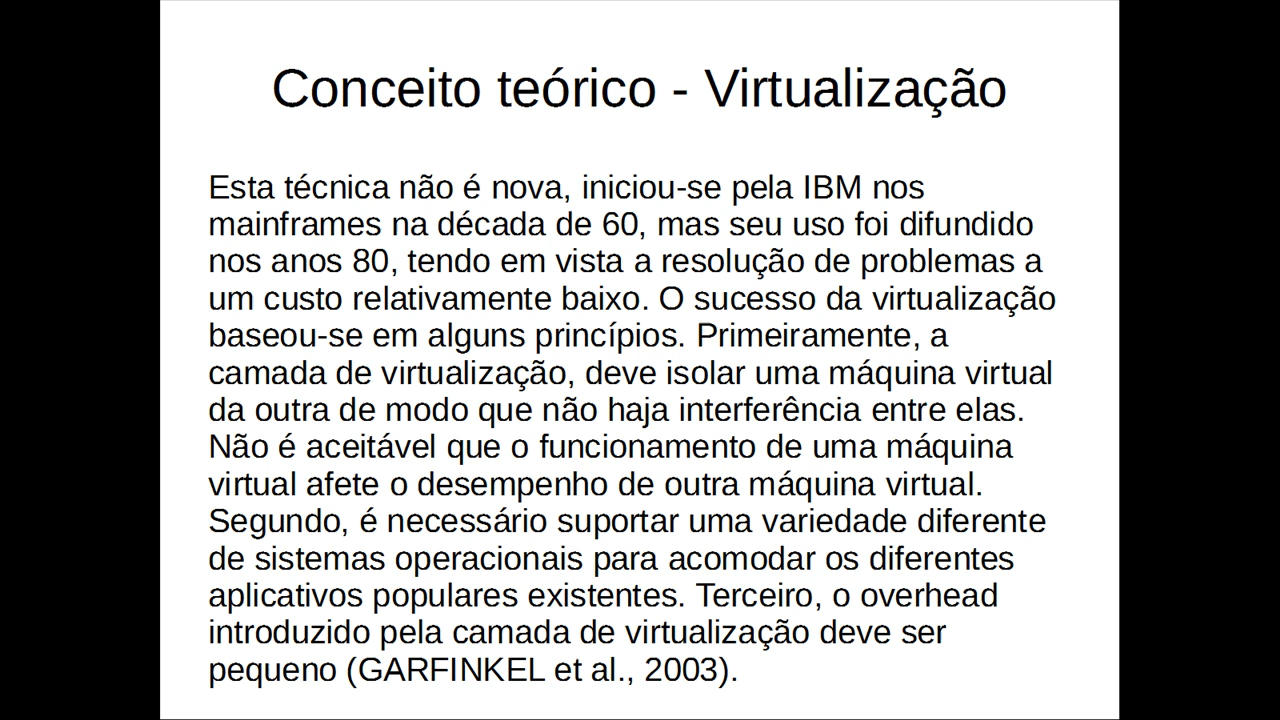 Conceito teórico - Virtualização
Esta técnica não é nova, iniciou-se pela IBM nos
mainframes na década de 60, mas seu uso foi difundido
nos anos 80, tendo em vista a resolução de problemas a
um custo relativamente baixo. O sucesso da virtualização
baseou-se em alguns princípios. Primeiramente, a
camada de virtualização, deve isolar uma máquina virtual
da outra de modo que não haja interferência entre elas.
Não é aceitável que o funcionamento de uma máquina
virtual afete o desempenho de outra máquina virtual.
Segundo, é necessário suportar uma variedade diferente
de sistemas operacionais para acomodar os diferentes
aplicativos populares existentes. Terceiro, o overhead
introduzido pela camada de virtualização deve ser
pequeno (GARFINKEL et al., 2003).